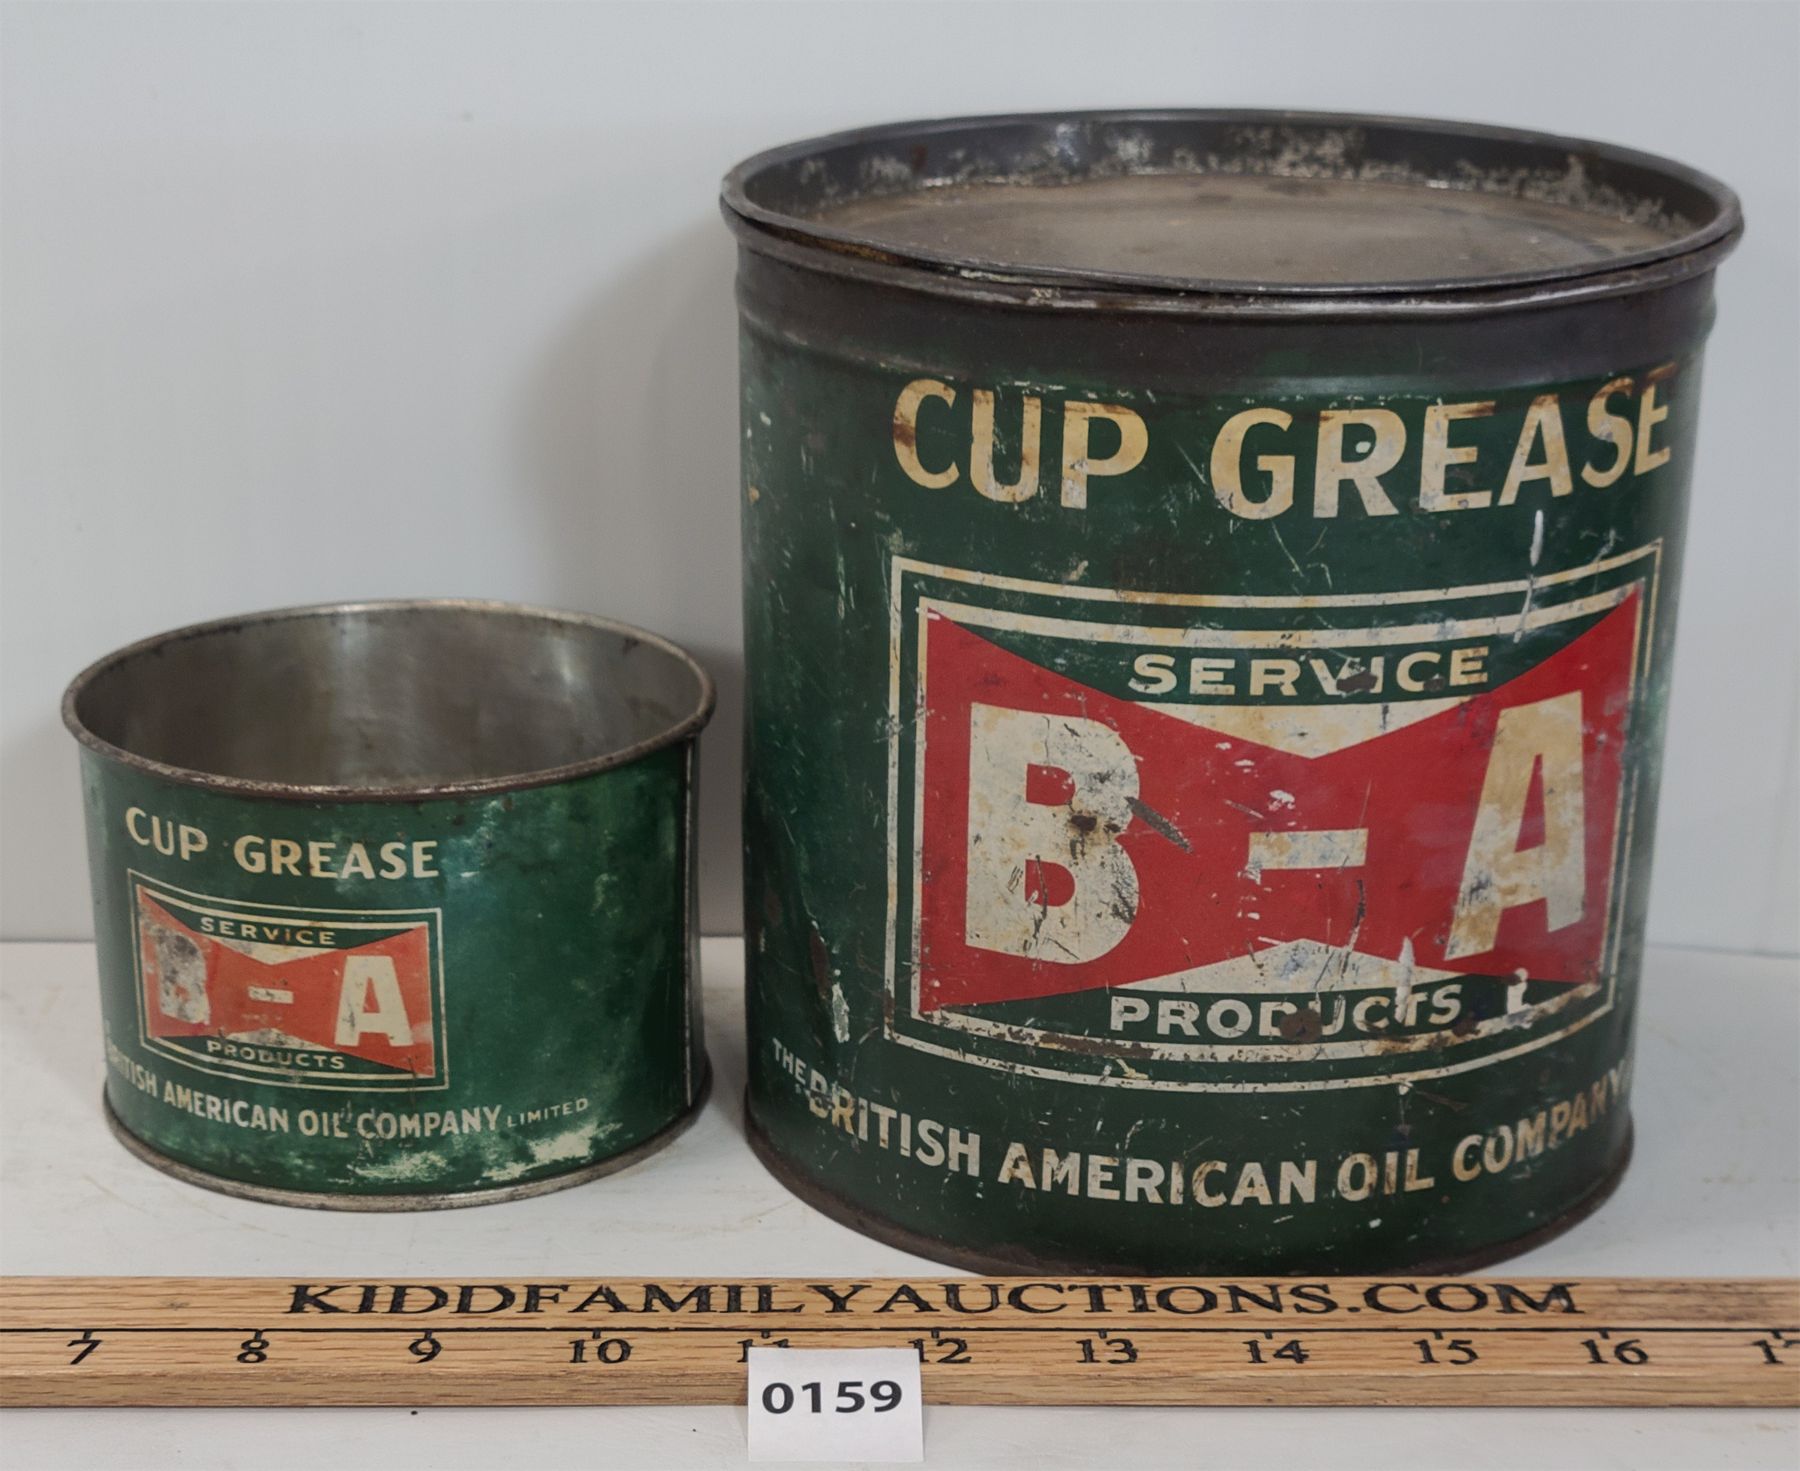 CUP GREASE
SERVICE
B-A
PRODUCTS
BRITISH AMERICAN OIL COMPANY LIMITED
CUP GREASE
SERVICE
B-A
PRODUCTS
THE BRITISH AMERICAN OIL COMPANY
KIDDFAMILYAUCTIONS.COM
7 8 9 10 11 12 13 14 15 16
0159